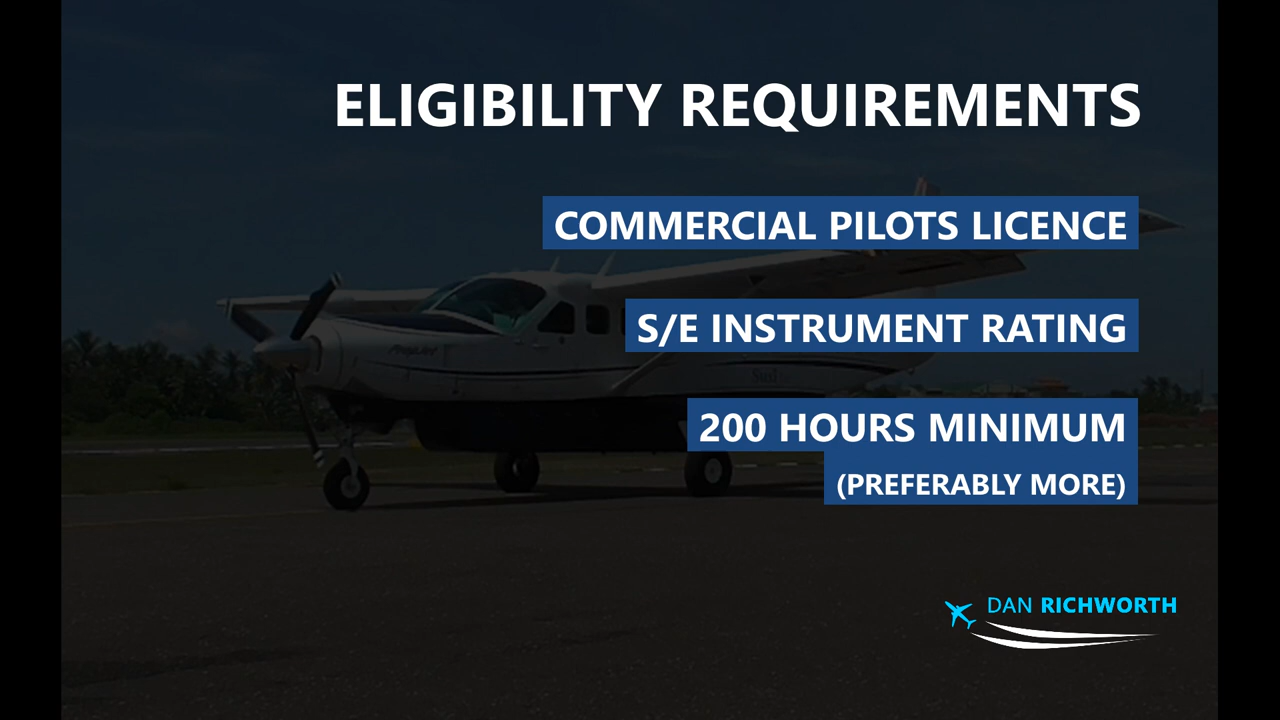 ELIGIBILITY REQUIREMENTS
COMMERCIAL PILOTS LICENCE
S/E INSTRUMENT RATING
200 HOURS MINIMUM
(PREFERABLY MORE)
DAN RICHWORTH